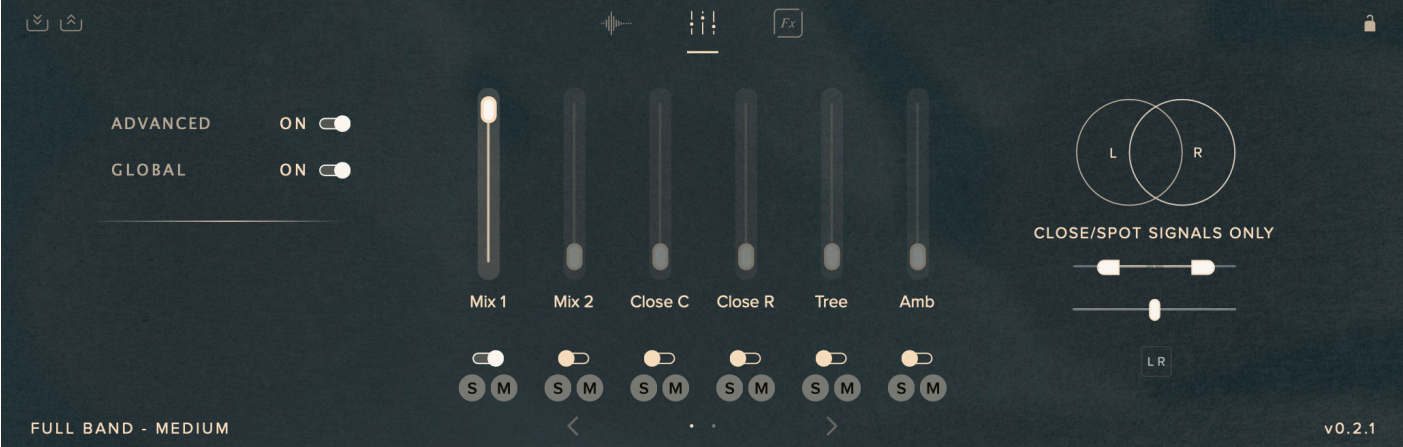 Fx
ADVANCED ON
GLOBAL ON
L R
CLOSE/SPOT SIGNALS ONLY
Mix 1 Mix 2 Close C Close R Tree Amb
S M S M S M S M S M S M
L R
FULL BAND - MEDIUM
v0.2.1